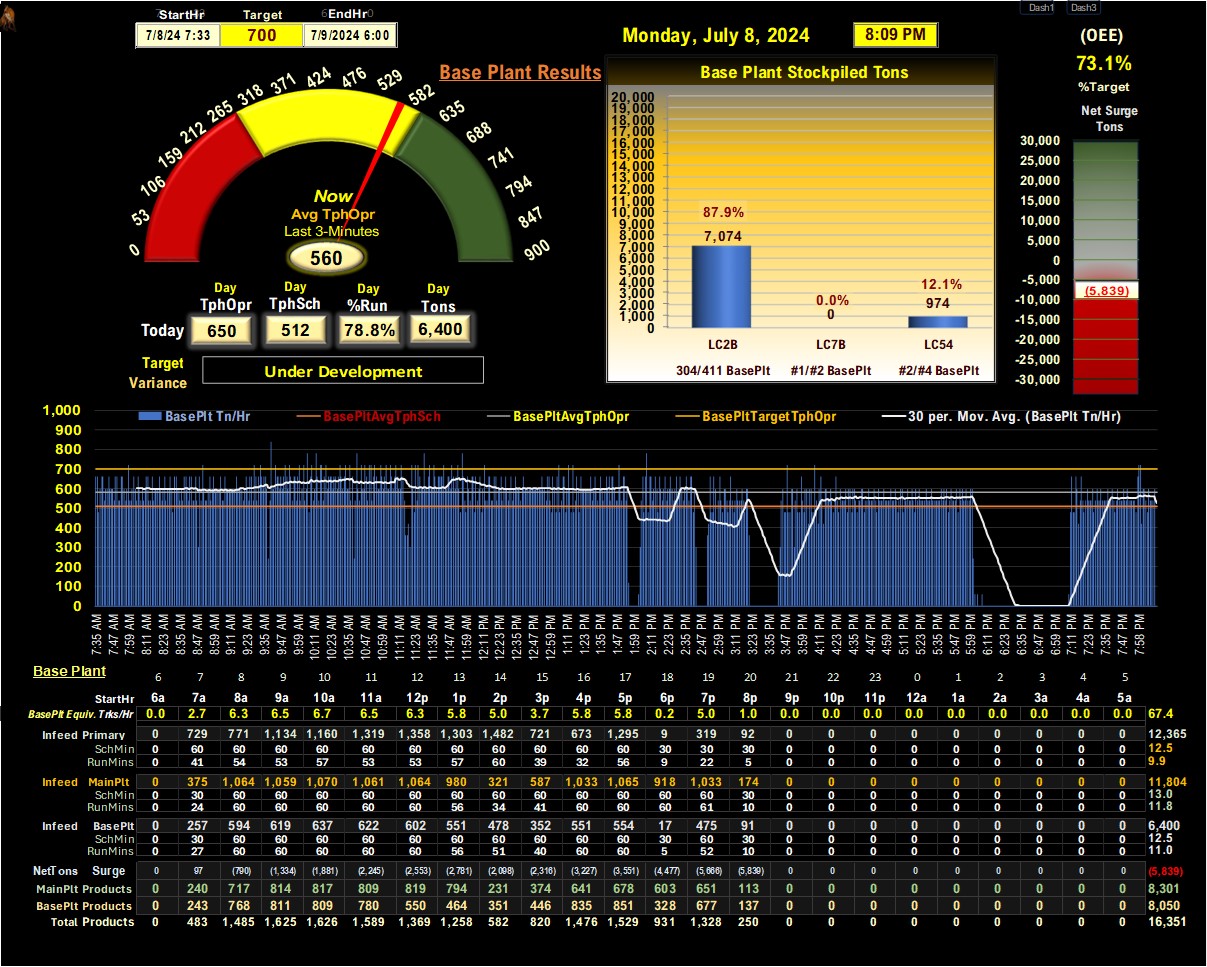 Dash1 Dash3
StartHr Target EndHr
7/8/24 7:33 700 7/9/2024 6:00
Monday, July 8, 2024 8:09 PM
(OEE)
73.1%
%Target
Base Plant Results
Base Plant Stockpiled Tons
Net Surge
Tons
0 53 106 159 212 265 318 371 424 476 529 582 635 688 741 794 847 900
Now
Avg TphOpr
Last 3-Minutes
560
Day Day Day Day
TphOpr TphSch %Run Tons
Today 650 512 78.8% 6,400
Target
Variance
Under Development
20,000
19,000
18,000
17,000
16,000
15,000
14,000
13,000
12,000
11,000
10,000
9,000
8,000
7,000
6,000
5,000
4,000
3,000
2,000
1,000
0
87.9%
7,074
0.0%
0
12.1%
974
LC2B LC7B LC54
304/411 BasePlt #1/#2 BasePlt #2/#4 BasePlt
30,000
25,000
20,000
15,000
10,000
5,000
0
-5,000
(5,839)
-10,000
-15,000
-20,000
-25,000
-30,000
BasePlt Tn/Hr BasePltAvgTphSch BasePltAvgTphOpr BasePltTargetTphOpr 30 per. Mov. Avg. (BasePlt Tn/Hr)
1,000
900
800
700
600
500
400
300
200
100
0
7:35 AM 7:47 AM 7:59 AM 8:11 AM 8:23 AM 8:35 AM 8:47 AM 8:59 AM 9:11 AM 9:23 AM 9:35 AM 9:47 AM 9:59 AM 10:11 AM 10:23 AM 10:35 AM 10:47 AM 10:59 AM 11:11 AM 11:23 AM 11:35 AM 11:47 AM 11:59 AM 12:11 PM 12:23 PM 12:35 PM 12:47 PM 12:59 PM 1:11 PM 1:23 PM 1:35 PM 1:47 PM 1:59 PM 2:11 PM 2:23 PM 2:35 PM 2:47 PM 2:59 PM 3:11 PM 3:23 PM 3:35 PM 3:47 PM 3:59 PM 4:11 PM 4:23 PM 4:35 PM 4:47 PM 4:59 PM 5:11 PM 5:23 PM 5:35 PM 5:47 PM 5:59 PM 6:11 PM 6:23 PM 6:35 PM 6:47 PM 6:59 PM 7:11 PM 7:23 PM 7:35 PM 7:47 PM 7:58 PM
Base Plant 6 7 8 9 10 11 12 13 14 15 16 17 18 19 20 21 22 23 0 1 2 3 4 5
StartHr 6a 7a 8a 9a 10a 11a 12p 1p 2p 3p 4p 5p 6p 7p 8p 9p 10p 11p 12a 1a 2a 3a 4a 5a
BasePlt Equiv. Trks/Hr 0.0 2.7 6.3 6.5 6.7 6.5 6.3 5.8 5.0 3.7 5.8 5.8 0.2 5.0 1.0 0.0 0.0 0.0 0.0 0.0 0.0 0.0 0.0 0.0 67.4
Infeed Primary 0 729 771 1,134 1,160 1,319 1,358 1,303 1,482 721 673 1,295 9 319 92 0 0 0 0 0 0 0 0 0 12,365
SchMin 0 60 60 60 60 60 60 60 60 60 60 60 30 30 30 0 0 0 0 0 0 0 0 0 12.5
RunMins 0 41 54 53 57 53 53 57 60 39 32 56 9 22 5 0 0 0 0 0 0 0 0 0 9.9
Infeed MainPlt 0 375 1,064 1,059 1,070 1,061 1,064 980 321 587 1,033 1,065 918 1,033 174 0 0 0 0 0 0 0 0 0 11,804
SchMin 0 30 60 60 60 60 60 60 60 60 60 60 60 60 30 0 0 0 0 0 0 0 0 0 13.0
RunMins 0 24 60 60 60 60 60 56 34 41 60 60 60 61 10 0 0 0 0 0 0 0 0 0 11.8
Infeed BasePlt 0 257 594 619 637 622 602 551 478 352 551 554 17 475 91 0 0 0 0 0 0 0 0 0 6,400
SchMin 0 30 60 60 60 60 60 60 60 60 60 60 30 60 30 0 0 0 0 0 0 0 0 0 12.5
RunMins 0 27 60 60 60 60 60 56 51 40 60 60 5 52 10 0 0 0 0 0 0 0 0 0 11.0
NetTons Surge 0 97 (790) (1,334) (1,881) (2,245) (2,553) (2,781) (2,098) (2,316) (3,227) (3,551) (4,477) (5,666) (5,839) 0 0 0 0 0 0 0 0 0 (5,839)
MainPlt Products 0 240 717 814 817 809 819 794 231 374 641 678 603 651 113 0 0 0 0 0 0 0 0 0 8,301
BasePlt Products 0 243 768 811 809 780 550 464 351 446 835 851 328 677 137 0 0 0 0 0 0 0 0 0 8,050
Total Products 0 483 1,485 1,625 1,626 1,589 1,369 1,258 582 820 1,476 1,529 931 1,328 250 0 0 0 0 0 0 0 0 0 16,351